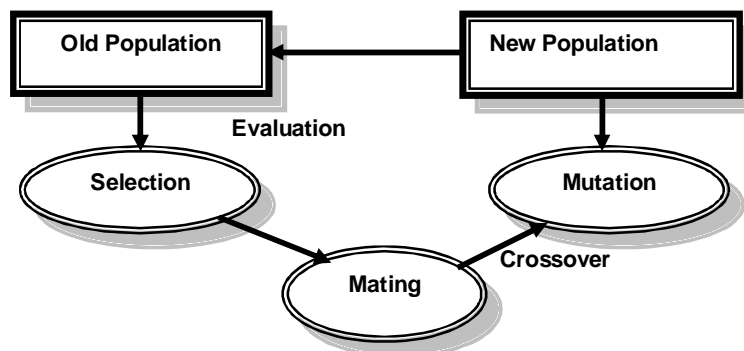 Old Population
New Population
Evaluation
Selection
Mutation
Crossover
Mating